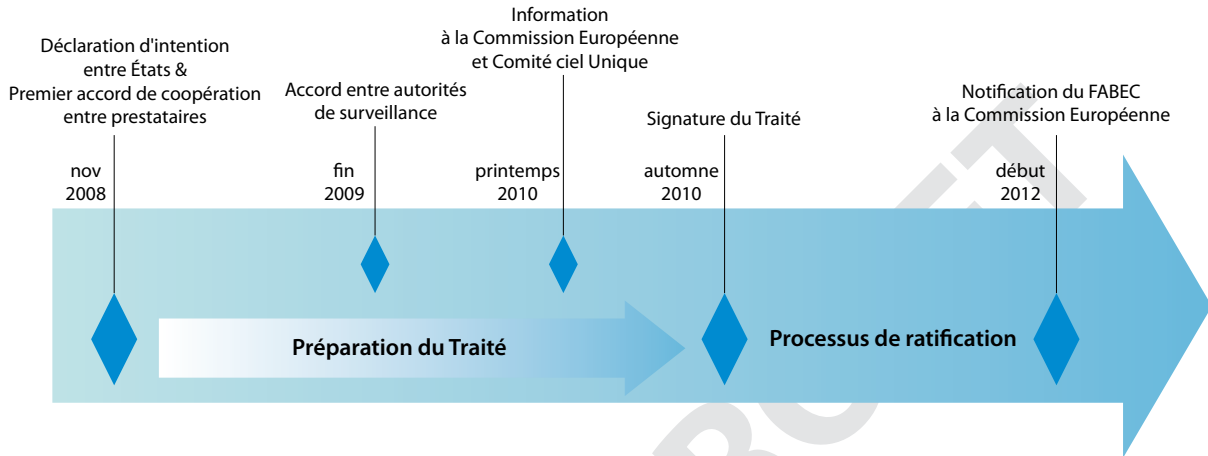 Déclaration d'intention
entre États &
Premier accord de coopération
entre prestataires
nov
2008
Accord entre autorités
de surveillance
fin
2009
Information
à la Commission Européenne
et Comité ciel Unique
printemps
2010
Signature du Traité
automne
2010
Notification du FABEC
à la Commission Européenne
début
2012
Préparation du Traité
Processus de ratification